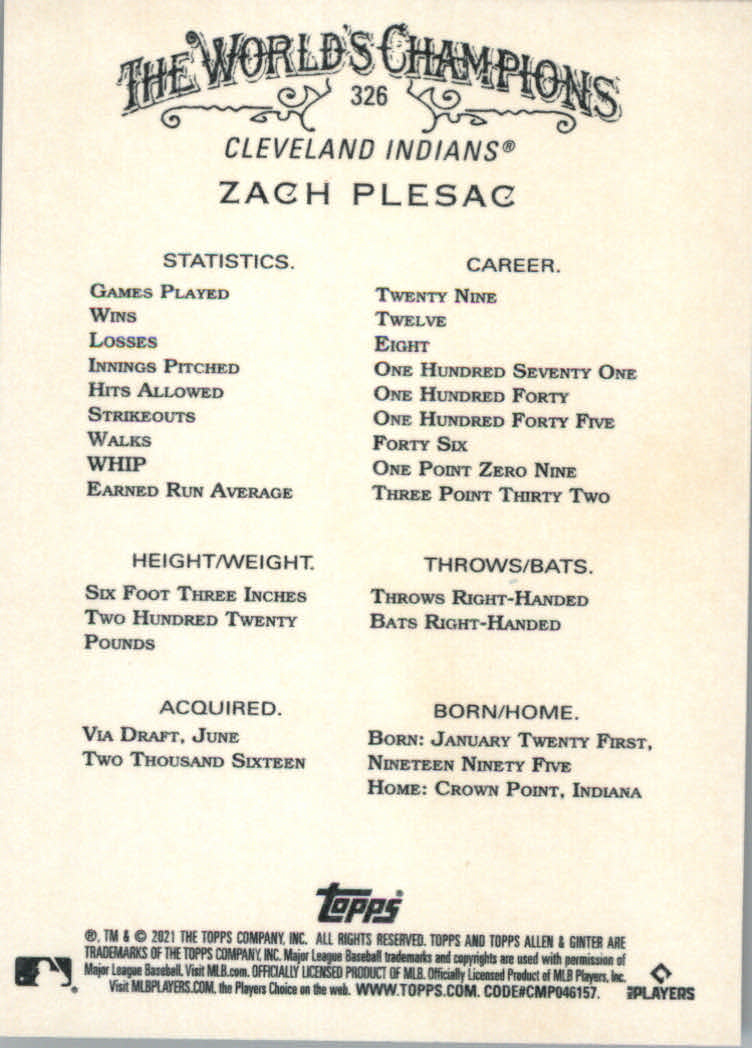 THE WORLD'S CHAMPIONS
326
CLEVELAND INDIANS®
ZACH PLESAC
STATISTICS.
GAMES PLAYED
WINS
LOSSES
INNINGS PITCHED
HITS ALLOWED
STRIKEOUTS
WALKS
WHIP
EARNED RUN AVERAGE
CAREER.
TWENTY NINE
TWELVE
EIGHT
ONE HUNDRED SEVENTY ONE
ONE HUNDRED FORTY
ONE HUNDRED FORTY FIVE
FORTY SIX
ONE POINT ZERO NINE
THREE POINT THIRTY TWO
HEIGHT/WEIGHT.
SIX FOOT THREE INCHES
TWO HUNDRED TWENTY
POUNDS
THROWS/BATS.
THROWS RIGHT-HANDED
BATS RIGHT-HANDED
ACQUIRED.
VIA DRAFT, JUNE
TWO THOUSAND SIXTEEN
BORN/HOME.
BORN: JANUARY TWENTY FIRST,
NINETEEN NINETY FIVE
HOME: CROWN POINT, INDIANA
topps®
®, TM & © 2021 THE TOPPS COMPANY, INC. ALL RIGHTS RESERVED. TOPPS AND TOPPS ALLEN & GINTER ARE
TRADEMARKS OF THE TOPPS COMPANY, INC. Major League Baseball trademarks and copyrights are used with permission of
Major League Baseball. Visit MLB.com. OFFICIALLY LICENSED PRODUCT OF MLB. Officially Licensed Product of MLB Players, Inc.
Visit MLBPLAYERS.COM, the Players Choice on the web. WWW.TOPPS.COM. CODE#CMP046157.
PLAYERS